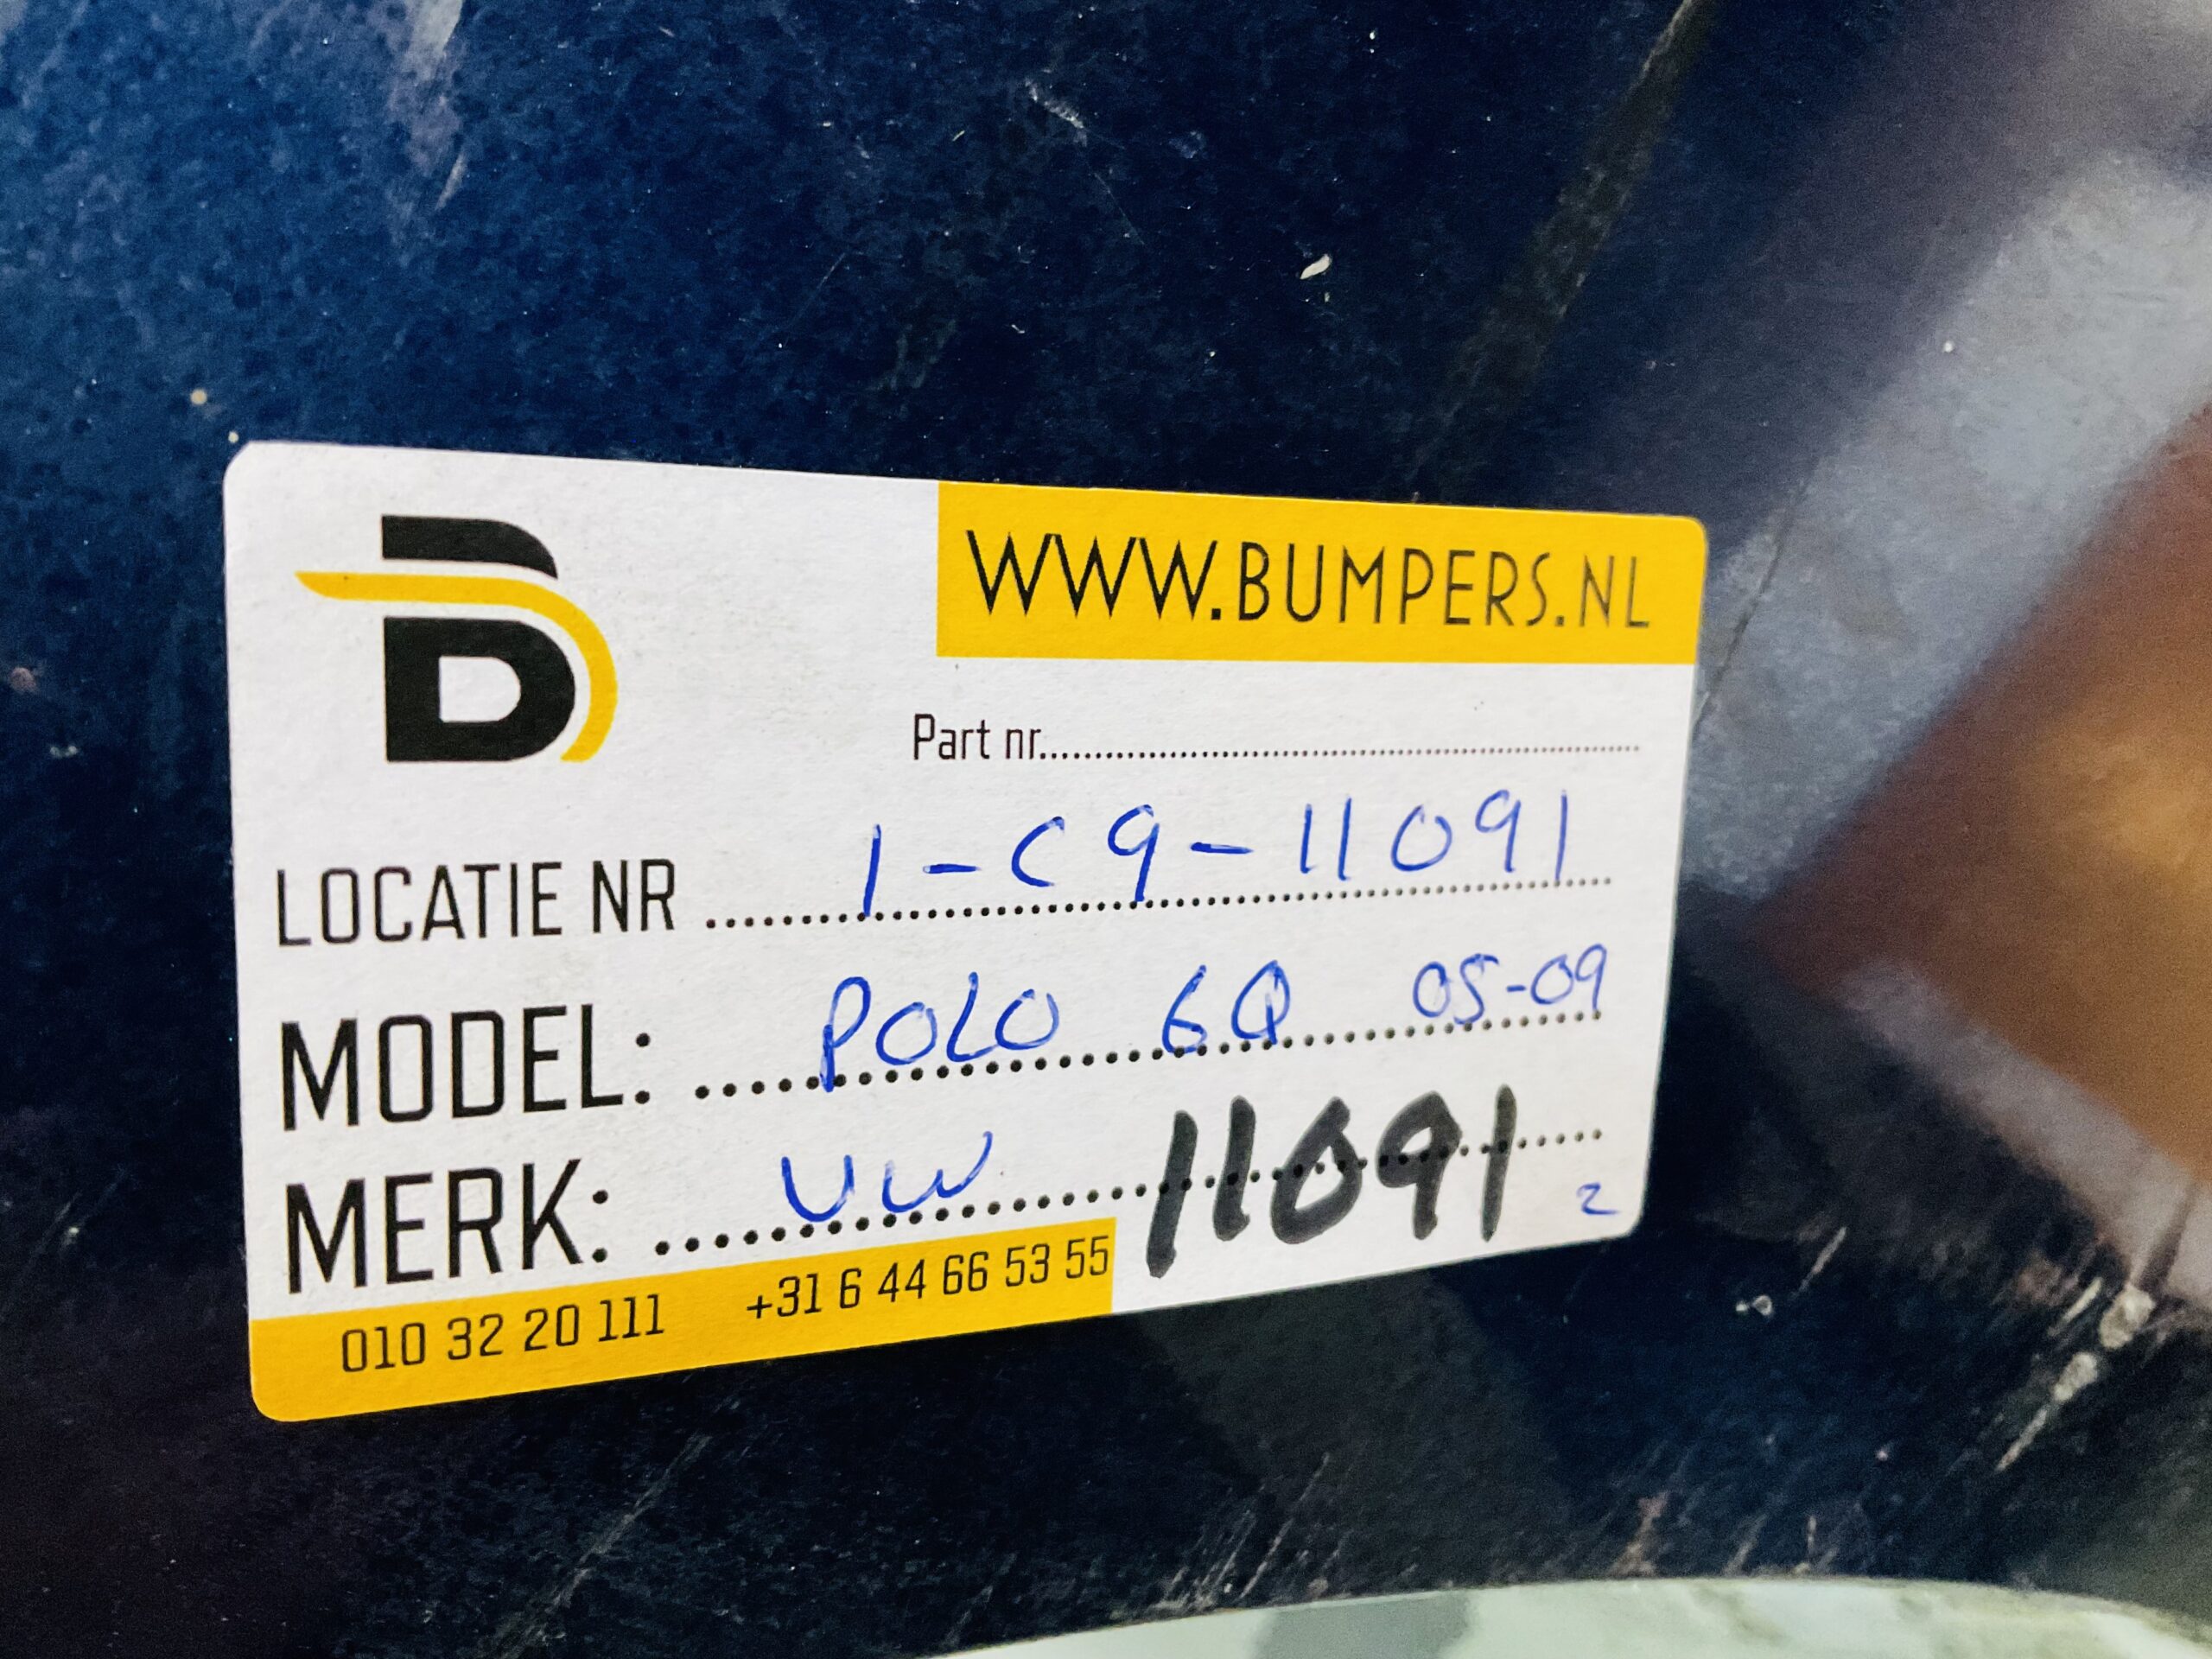 B
WWW.BUMPERS.NL
Part nr..............................
LOCATIE NR .......... 1-C9-11091
MODEL: .......... POLO 6Q 05-09
MERK: .......... VW 11091
2
010 32 20 111 +31 6 44 66 53 55